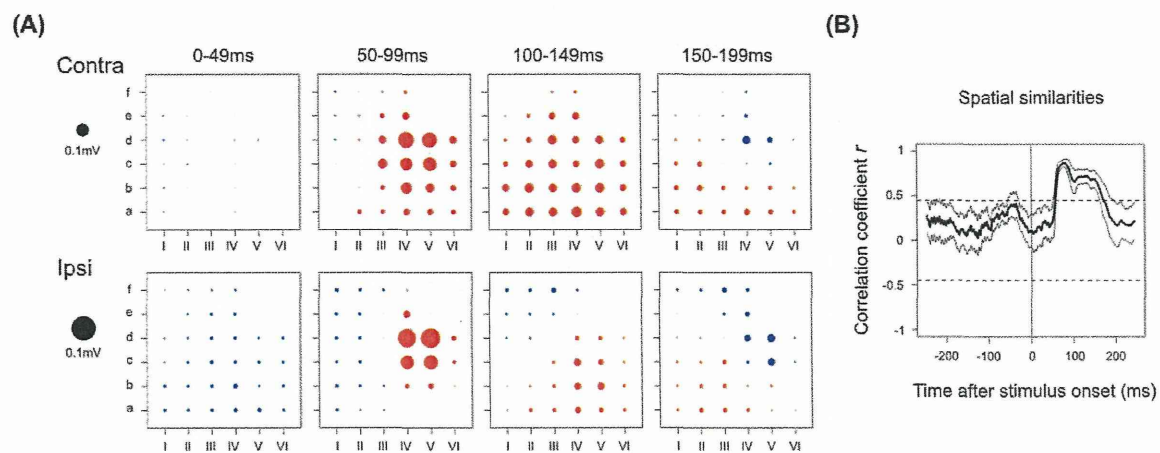 (A)
(B)
0-49ms 50-99ms 100-149ms 150-199ms
Contra
0.1mV
f
e
d
c
b
a
I II III IV V VI I II III IV V VI I II III IV V VI I II III IV V VI
Ipsi
0.1mV
f
e
d
c
b
a
I II III IV V VI I II III IV V VI I II III IV V VI I II III IV V VI
Spatial similarities
Correlation coefficient r
1
0.5
0
-0.5
-1
-200 -100 0 100 200
Time after stimulus onset (ms)